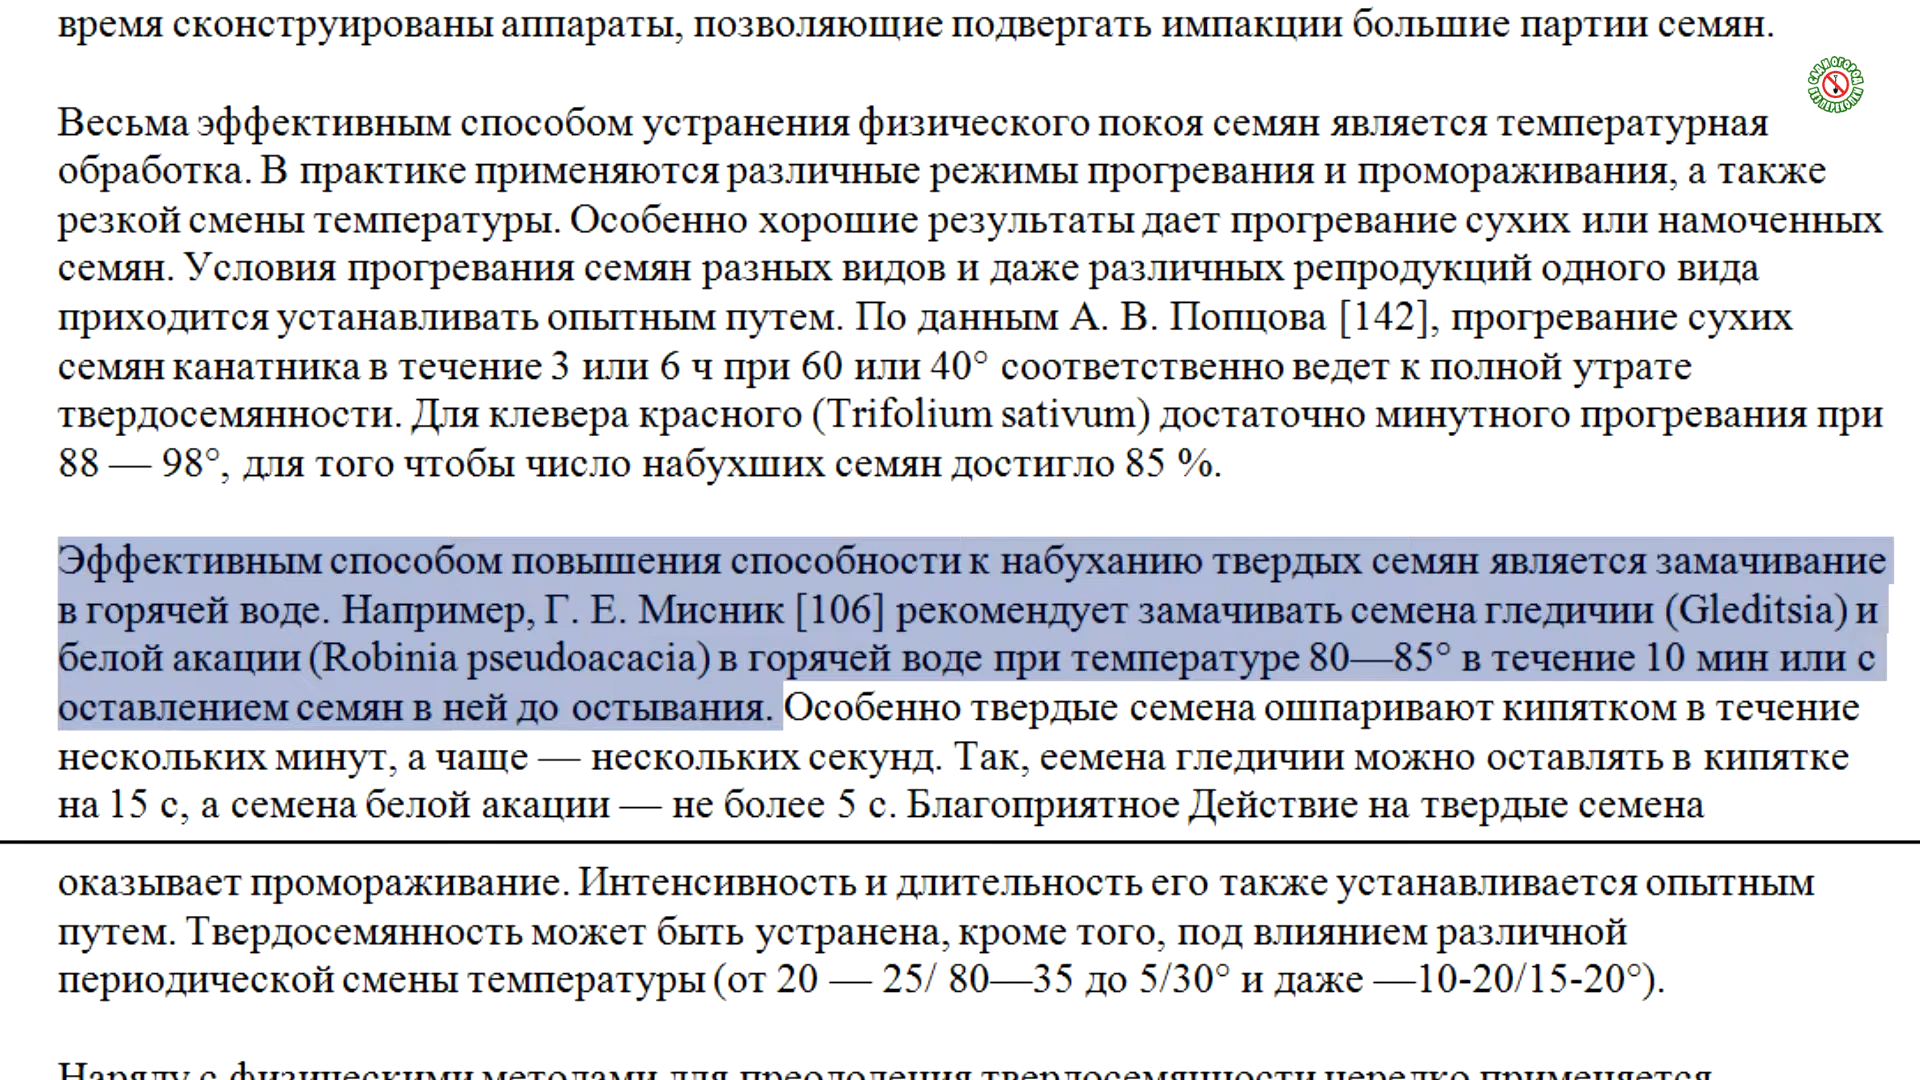 время сконструированы аппараты, позволяющие подвергать импакции большие партии семян.
Весьма эффективным способом устранения физического покоя семян является температурная
обработка. В практике применяются различные режимы прогревания и промораживания, а также
резкой смены температуры. Особенно хорошие результаты дает прогревание сухих или намоченных
семян. Условия прогревания семян разных видов и даже различных репродукций одного вида
приходится устанавливать опытным путем. По данным А. В. Попцова [142], прогревание сухих
семян канатника в течение 3 или 6 ч при 60 или 40° соответственно ведет к полной утрате
твердосемянности. Для клевера красного (Trifolium sativum) достаточно минутного прогревания при
88 — 98°, для того чтобы число набухших семян достигло 85 %.
Эффективным способом повышения способности к набуханию твердых семян является замачивание
в горячей воде. Например, Г. Е. Мисник [106] рекомендует замачивать семена гледичии (Gleditsia) и
белой акации (Robinia pseudoacacia) в горячей воде при температуре 80—85° в течение 10 мин или с
оставлением семян в ней до остывания. Особенно твердые семена ошпаривают кипятком в течение
нескольких минут, а чаще — нескольких секунд. Так, еемена гледичии можно оставлять в кипятке
на 15 с, а семена белой акации — не более 5 с. Благоприятное Действие на твердые семена
оказывает промораживание. Интенсивность и длительность его также устанавливается опытным
путем. Твердосемянность может быть устранена, кроме того, под влиянием различной
периодической смены температуры (от 20 — 25/ 80—35 до 5/30° и даже —10-20/15-20°).
Наряду с физическими методами для преодоления твердосемянности нередко применяется